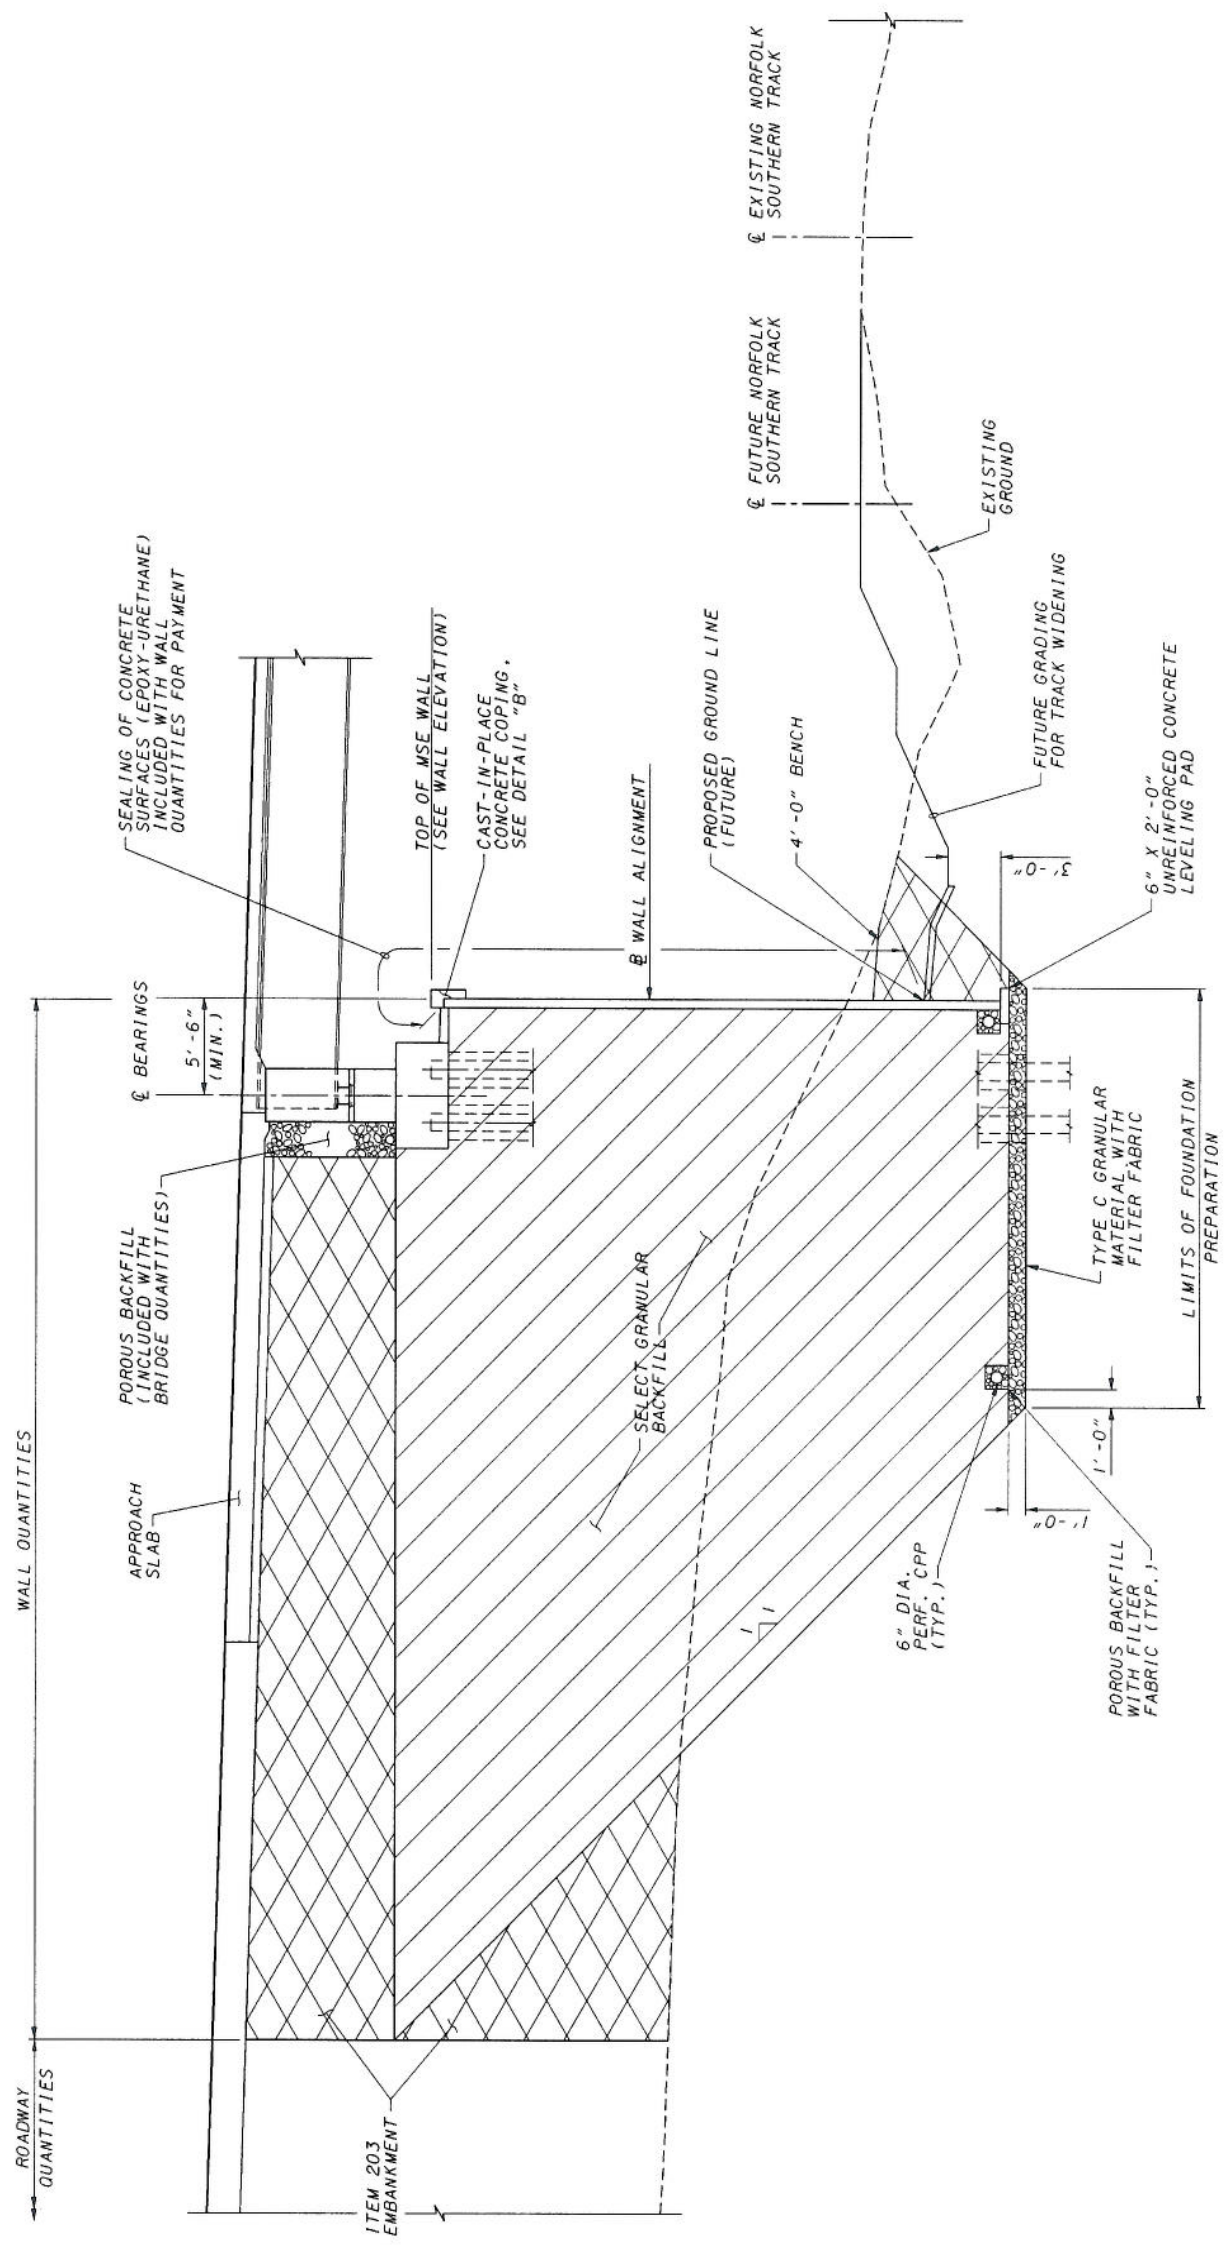 ROADWAY
QUANTITIES
WALL QUANTITIES
APPROACH
SLAB
POROUS BACKFILL
(INCLUDED WITH
BRIDGE QUANTITIES)
℄ BEARINGS
5'-6"
(MIN.)
SEALING OF CONCRETE
SURFACES (EPOXY-URETHANE)
INCLUDED WITH WALL
QUANTITIES FOR PAYMENT
TOP OF MSE WALL
(SEE WALL ELEVATION)
CAST-IN-PLACE
CONCRETE COPING,
SEE DETAIL "B"
ITEM 203
EMBANKMENT
SELECT GRANULAR
BACKFILL
WALL ALIGNMENT
PROPOSED GROUND LINE
(FUTURE)
4'-0" BENCH
℄ FUTURE NORFOLK
SOUTHERN TRACK
℄ EXISTING NORFOLK
SOUTHERN TRACK
EXISTING
GROUND
FUTURE GRADING
FOR TRACK WIDENING
3'-0"
6" X 2'-0"
UNREINFORCED CONCRETE
LEVELING PAD
1
1
6" DIA.
PERF. CPP
(TYP.)
1'-0"
1'-0"
POROUS BACKFILL
WITH FILTER
FABRIC (TYP.)
TYPE C GRANULAR
MATERIAL WITH
FILTER FABRIC
LIMITS OF FOUNDATION
PREPARATION